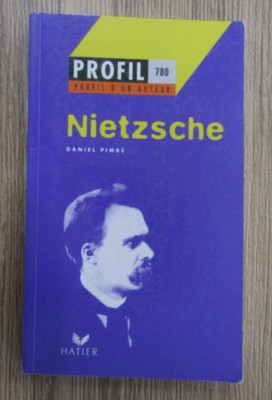 PROFIL 780
PROFIL D'UN AUTEUR
Nietzsche
DANIEL PIMBÉ
HATIER